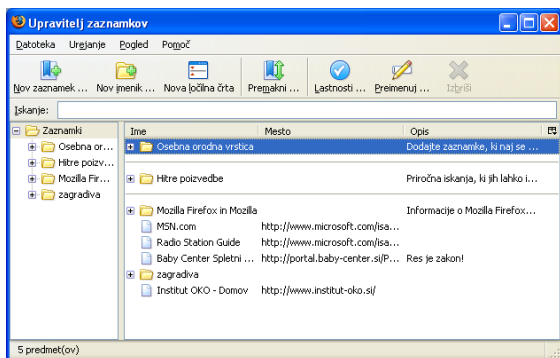 Upravitelj zaznamkov
Datoteka Urejanje Pogled Pomoč
Nov zaznamek ... Nov imenik ... Nova ločilna črta Premakni ... Lastnosti ... Preimenuj ... Izbriši
Iskanje:
Zaznamki
Osebna or...
Hitre poizv...
Mozilla Fir...
zagradiva
Ime Mesto Opis
Osebna orodna vrstica Dodajte zaznamke, ki naj se ...
Hitre poizvedbe Priročna iskanja, ki jih lahko i...
Mozilla Firefox in Mozilla Informacije o Mozilla Firefox...
MSN.com http://www.microsoft.com/isa...
Radio Station Guide http://www.microsoft.com/isa...
Baby Center Spletni ... http://portal.baby-center.si/P... Res je zakon!
zagradiva
Institut OKO - Domov http://www.institut-oko.si/
5 predmet(ov)